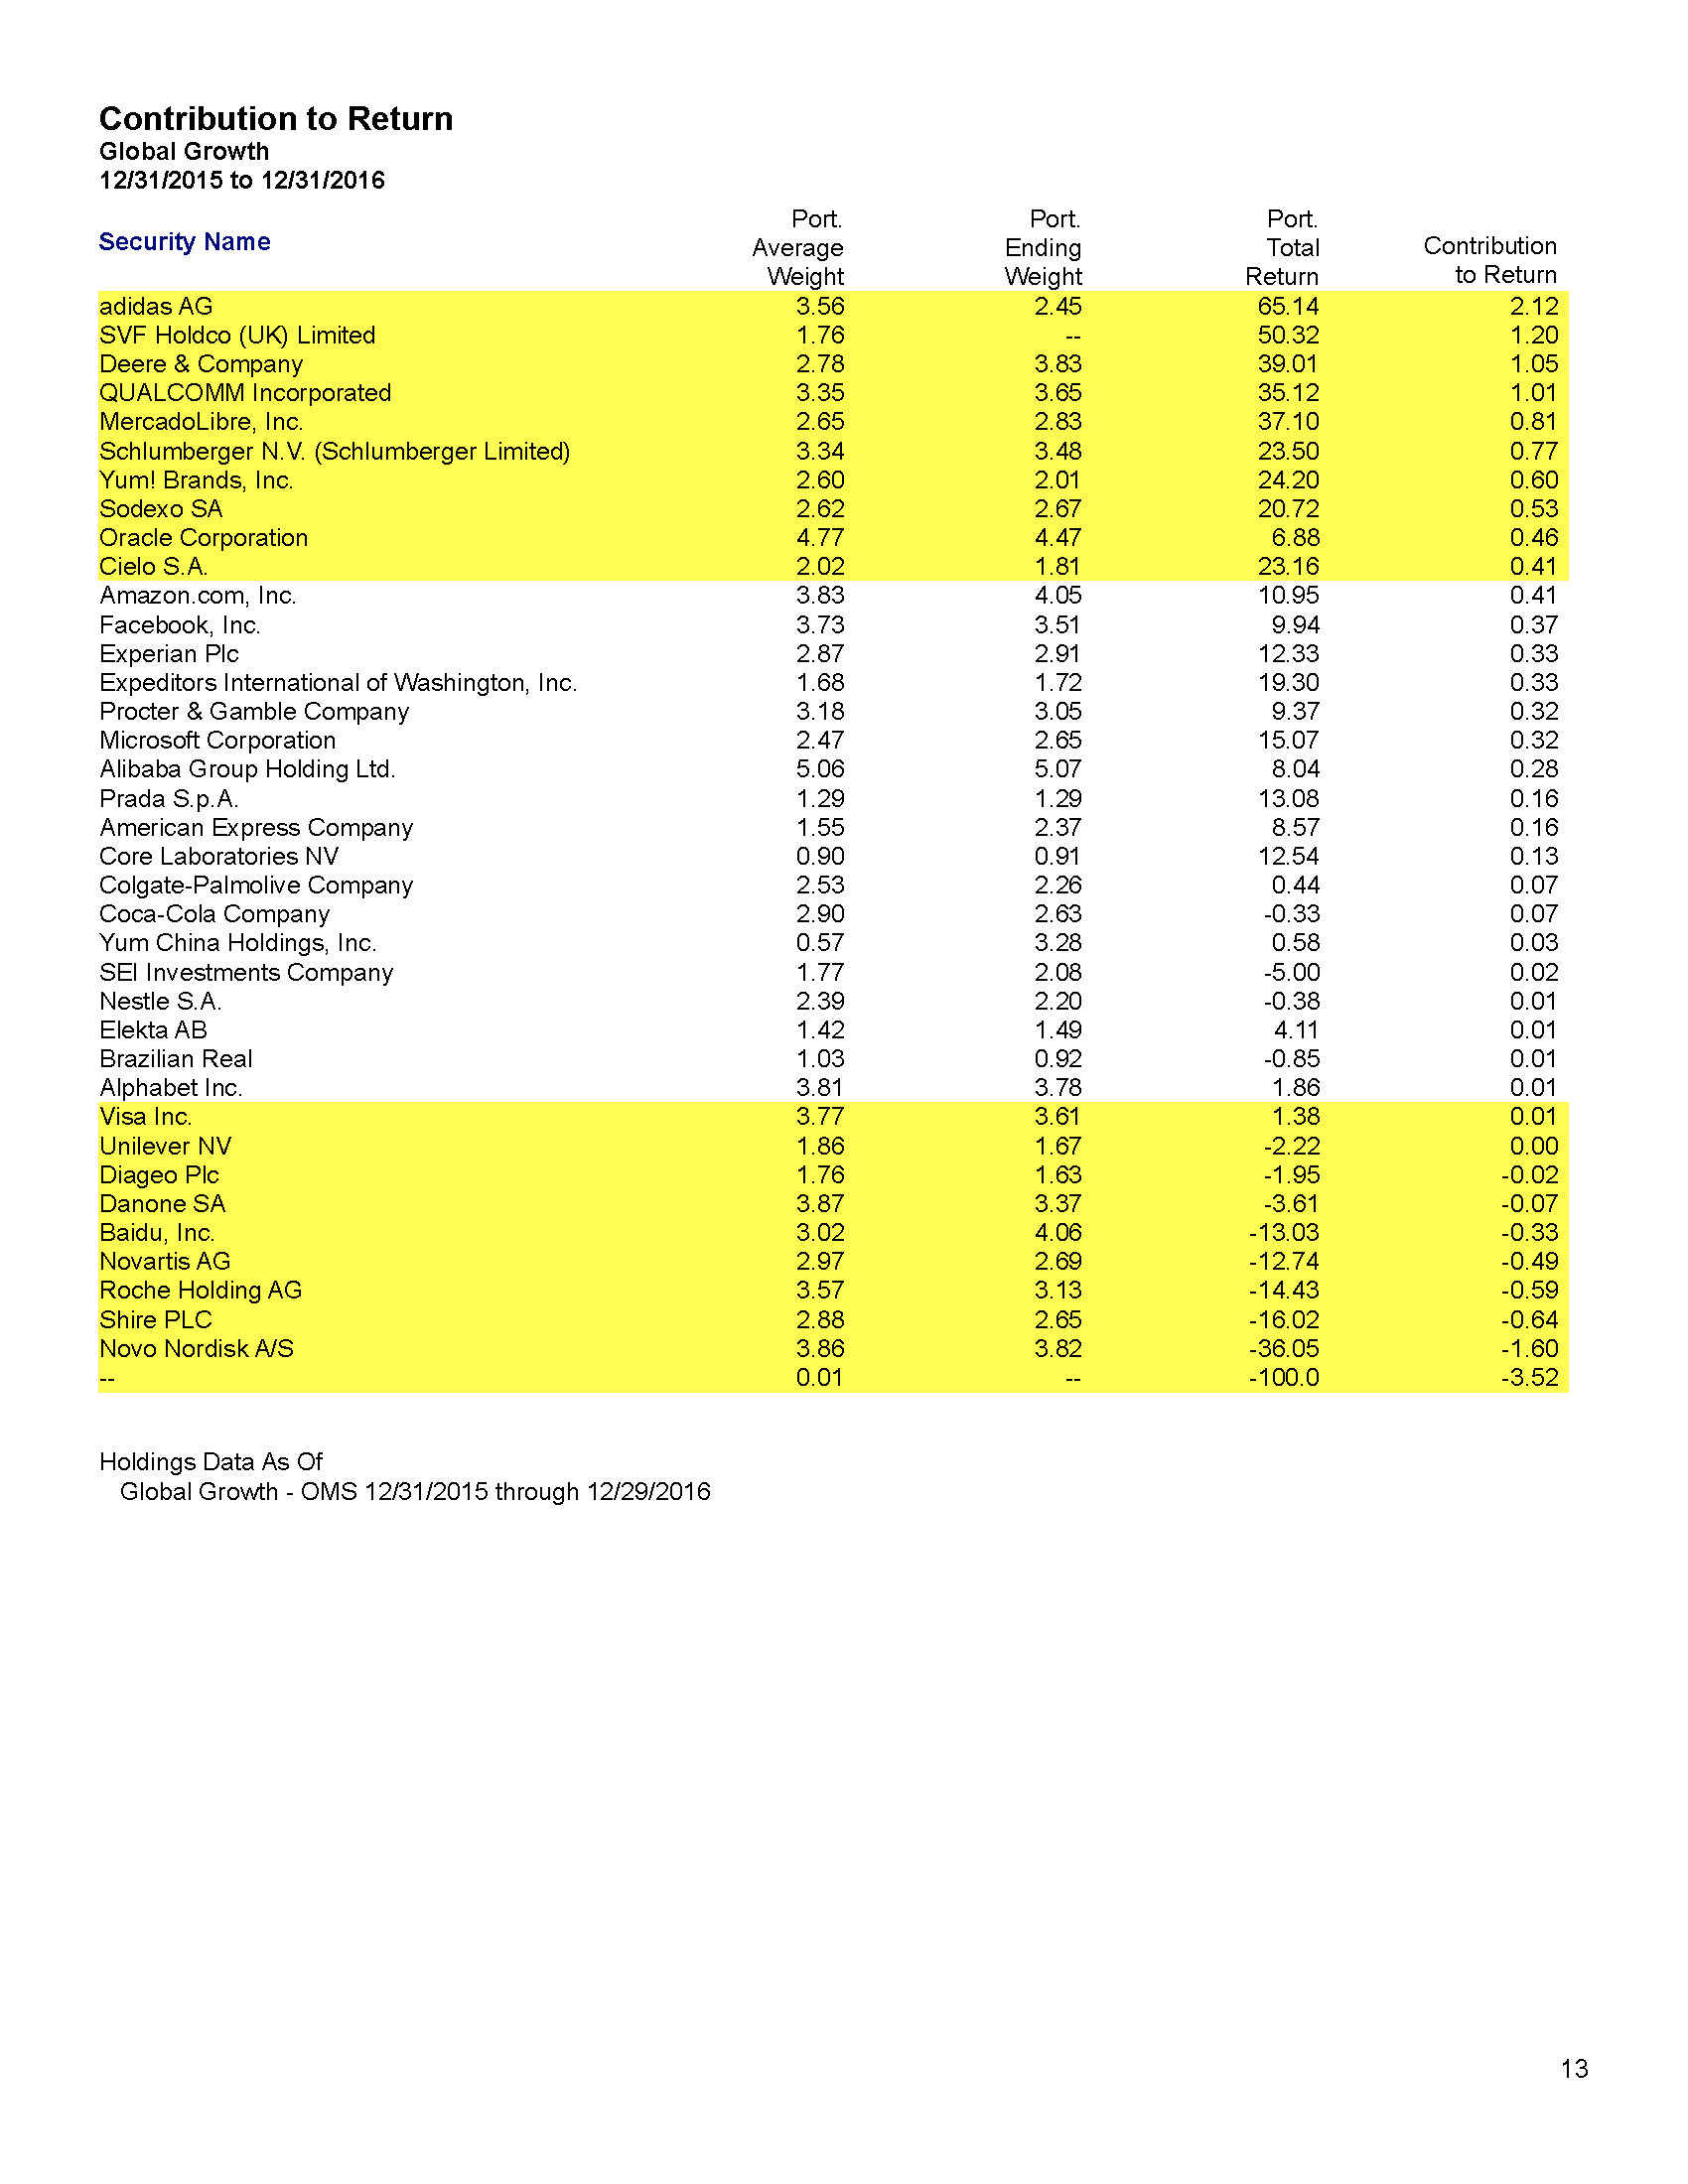 Contribution to Return
Global Growth
12/31/2015 to 12/31/2016
Security Name Port. Average Weight Port. Ending Weight Port. Total Return Contribution to Return
adidas AG 3.56 2.45 65.14 2.12
SVF Holdco (UK) Limited 1.76 -- 50.32 1.20
Deere & Company 2.78 3.83 39.01 1.05
QUALCOMM Incorporated 3.35 3.65 35.12 1.01
MercadoLibre, Inc. 2.65 2.83 37.10 0.81
Schlumberger N.V. (Schlumberger Limited) 3.34 3.48 23.50 0.77
Yum! Brands, Inc. 2.60 2.01 24.20 0.60
Sodexo SA 2.62 2.67 20.72 0.53
Oracle Corporation 4.77 4.47 6.88 0.46
Cielo S.A. 2.02 1.81 23.16 0.41
Amazon.com, Inc. 3.83 4.05 10.95 0.41
Facebook, Inc. 3.73 3.51 9.94 0.37
Experian Plc 2.87 2.91 12.33 0.33
Expeditors International of Washington, Inc. 1.68 1.72 19.30 0.33
Procter & Gamble Company 3.18 3.05 9.37 0.32
Microsoft Corporation 2.47 2.65 15.07 0.32
Alibaba Group Holding Ltd. 5.06 5.07 8.04 0.28
Prada S.p.A. 1.29 1.29 13.08 0.16
American Express Company 1.55 2.37 8.57 0.16
Core Laboratories NV 0.90 0.91 12.54 0.13
Colgate-Palmolive Company 2.53 2.26 0.44 0.07
Coca-Cola Company 2.90 2.63 -0.33 0.07
Yum China Holdings, Inc. 0.57 3.28 0.58 0.03
SEI Investments Company 1.77 2.08 -5.00 0.02
Nestle S.A. 2.39 2.20 -0.38 0.01
Elekta AB 1.42 1.49 4.11 0.01
Brazilian Real 1.03 0.92 -0.85 0.01
Alphabet Inc. 3.81 3.78 1.86 0.01
Visa Inc. 3.77 3.61 1.38 0.01
Unilever NV 1.86 1.67 -2.22 0.00
Diageo Plc 1.76 1.63 -1.95 -0.02
Danone SA 3.87 3.37 -3.61 -0.07
Baidu, Inc. 3.02 4.06 -13.03 -0.33
Novartis AG 2.97 2.69 -12.74 -0.49
Roche Holding AG 3.57 3.13 -14.43 -0.59
Shire PLC 2.88 2.65 -16.02 -0.64
Novo Nordisk A/S 3.86 3.82 -36.05 -1.60
-- 0.01 -- -100.0 -3.52
Holdings Data As Of
Global Growth - OMS 12/31/2015 through 12/29/2016
13